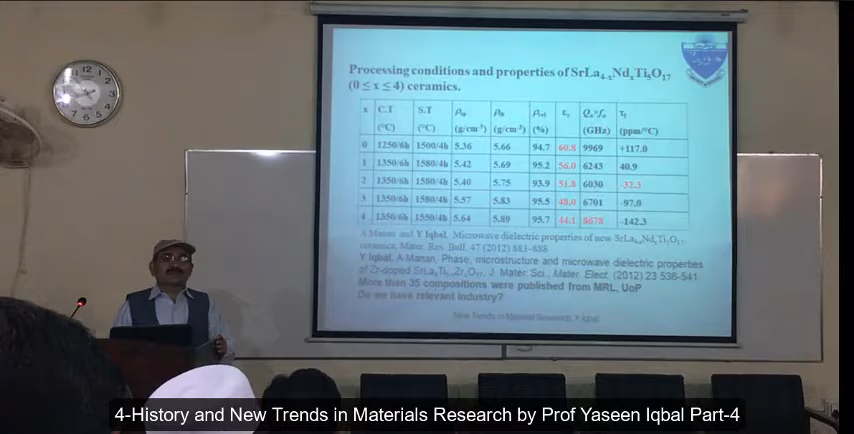 Processing conditions and properties of SrLa4-xNdxTi5O17
(0 ≤ x ≤ 4) ceramics.
x C.T S.T ρap ρth ρrel εr Qu×fo τf
(°C) (°C) (g/cm³) (g/cm³) (%) (GHz) (ppm/°C)
0 1250/6h 1500/4h 5.36 5.66 94.7 60.8 9969 +117.0
1 1350/6h 1580/4h 5.42 5.69 95.2 56.0 6243 40.9
2 1350/6h 1580/4h 5.40 5.75 93.9 51.8 6030 -32.3
3 1350/6h 1580/4h 5.57 5.83 95.5 48.0 6701 -97.0
4 1350/6h 1550/4h 5.64 5.89 95.7 44.1 8678 -142.3
A Manan and Y Iqbal, Microwave dielectric properties of new SrLa4-xNdxTi5O17
ceramics, Mater. Res. Bull. 47 (2012) 883-888
Y Iqbal, A Manan, Phase, microstructure and microwave dielectric properties
of Zr-doped SrLa4Ti5-xZrxO17, J. Mater. Sci.; Mater. Elect. (2012) 23 536-541
More than 35 compositions were published from MRL, UoP
Do we have relevant industry?
New Trends in Material Research, Y Iqbal
4-History and New Trends in Materials Research by Prof Yaseen Iqbal Part-4